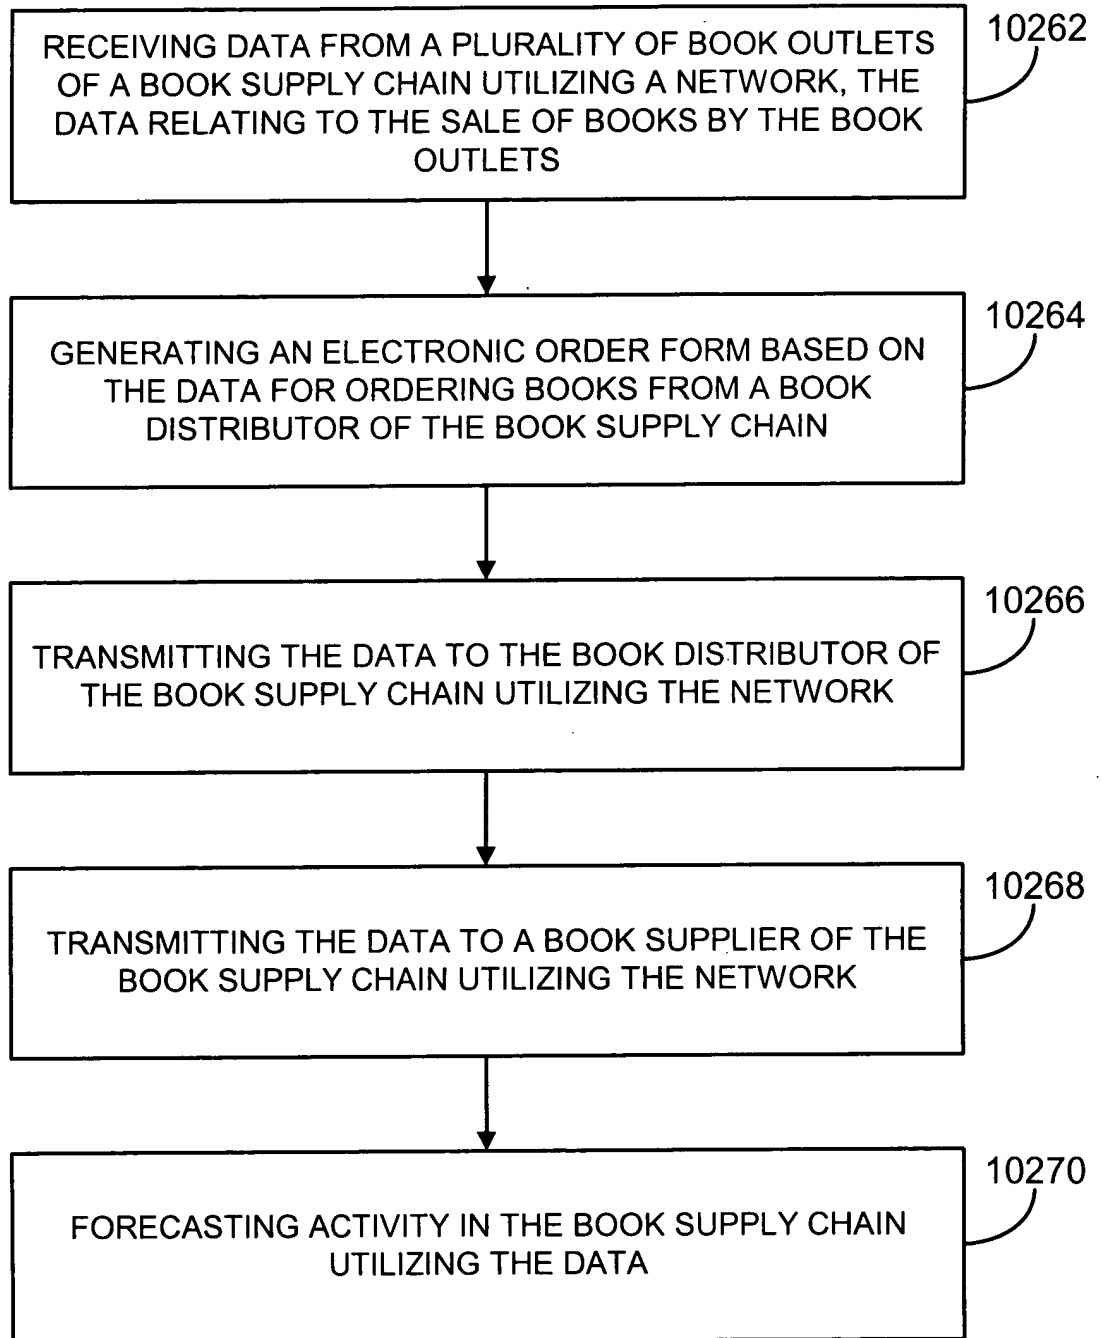 RECEIVING DATA FROM A PLURALITY OF BOOK OUTLETS
OF A BOOK SUPPLY CHAIN UTILIZING A NETWORK, THE
DATA RELATING TO THE SALE OF BOOKS BY THE BOOK
OUTLETS
10262
GENERATING AN ELECTRONIC ORDER FORM BASED ON
THE DATA FOR ORDERING BOOKS FROM A BOOK
DISTRIBUTOR OF THE BOOK SUPPLY CHAIN
10264
TRANSMITTING THE DATA TO THE BOOK DISTRIBUTOR OF
THE BOOK SUPPLY CHAIN UTILIZING THE NETWORK
10266
TRANSMITTING THE DATA TO A BOOK SUPPLIER OF THE
BOOK SUPPLY CHAIN UTILIZING THE NETWORK
10268
FORECASTING ACTIVITY IN THE BOOK SUPPLY CHAIN
UTILIZING THE DATA
10270